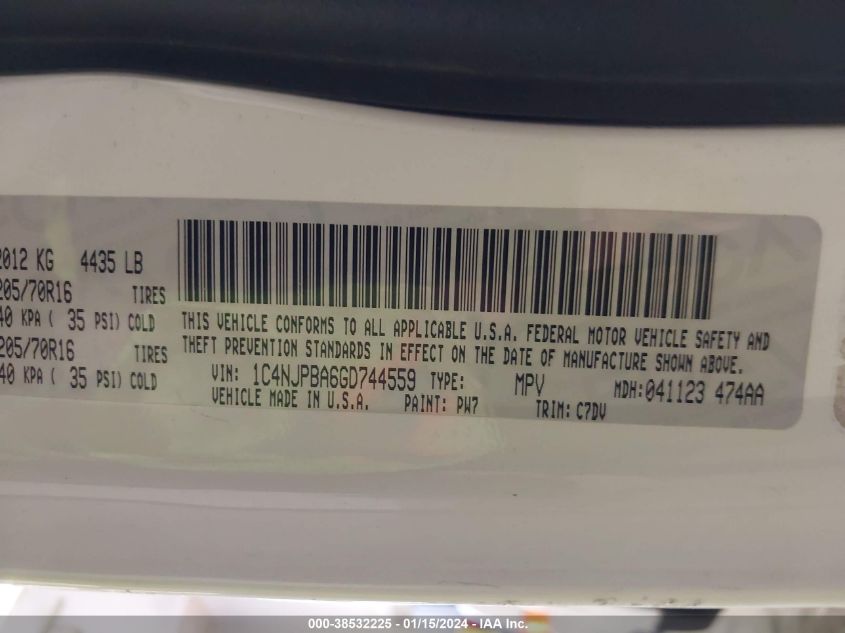 2012 KG 4435 LB
205/70R16 TIRES
40 KPA ( 35 PSI) COLD
205/70R16 TIRES
40 KPA ( 35 PSI) COLD
THIS VEHICLE CONFORMS TO ALL APPLICABLE U.S.A. FEDERAL MOTOR VEHICLE SAFETY AND
THEFT PREVENTION STANDARDS IN EFFECT ON THE DATE OF MANUFACTURE SHOWN ABOVE.
VIN: 1C4NJPBA6GD744559 TYPE: MPV MDH:041123 474AA
VEHICLE MADE IN U.S.A. PAINT: PW7 TRIM: C7DV
000-38532225 - 01/15/2024 - IAA Inc.